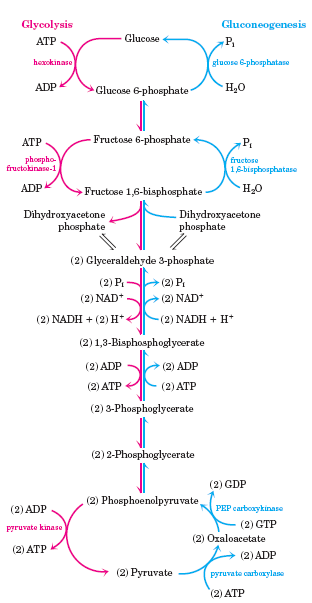 Glycolysis
Gluconeogenesis
ATP
Glucose
Pi
hexokinase
glucose 6-phosphatase
ADP
Glucose 6-phosphate
H2O
Fructose 6-phosphate
ATP
Pi
phospho-
fructokinase-1
fructose
1,6-bisphosphatase
ADP
Fructose 1,6-bisphosphate
H2O
Dihydroxyacetone
phosphate
Dihydroxyacetone
phosphate
(2) Glyceraldehyde 3-phosphate
(2) Pi
(2) Pi
(2) NAD+
(2) NAD+
(2) NADH + (2) H+
(2) NADH + H+
(2) 1,3-Bisphosphoglycerate
(2) ADP
(2) ADP
(2) ATP
(2) ATP
(2) 3-Phosphoglycerate
(2) 2-Phosphoglycerate
(2) GDP
(2) Phosphoenolpyruvate
(2) ADP
PEP carboxykinase
(2) GTP
pyruvate kinase
(2) Oxaloacetate
(2) ATP
(2) ADP
(2) Pyruvate
pyruvate carboxylase
(2) ATP